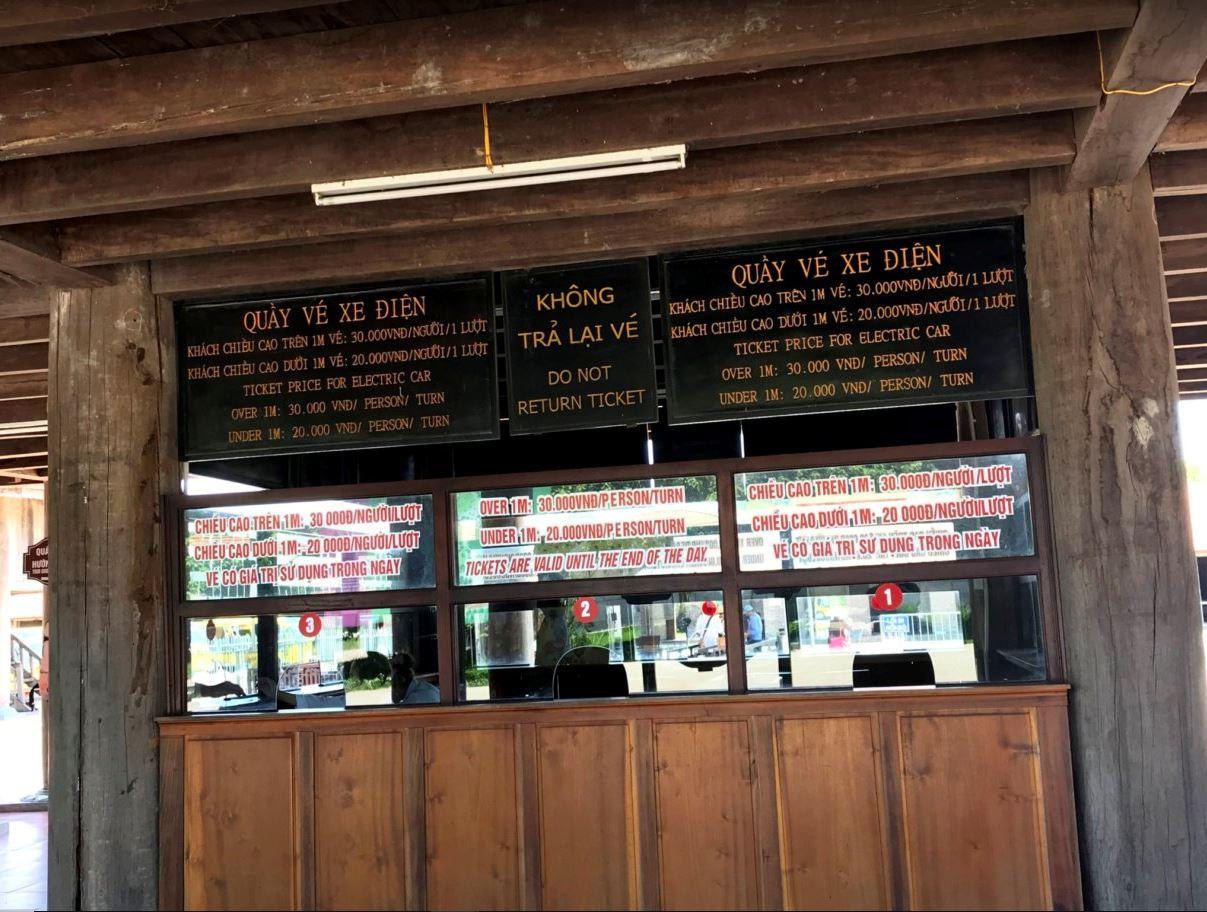 QUẦY VÉ XE ĐIỆN
KHÁCH CHIỀU CAO TRÊN 1M VÉ: 30.000VNĐ/NGƯỜI/1 LƯỢT
KHÁCH CHIỀU CAO DƯỚI 1M VÉ: 20.000VNĐ/NGƯỜI/1 LƯỢT
TICKET PRICE FOR ELECTRIC CAR
OVER 1M: 30.000 VNĐ/ PERSON/ TURN
UNDER 1M: 20.000 VNĐ/ PERSON/ TURN
KHÔNG
TRẢ LẠI VÉ
DO NOT
RETURN TICKET
QUẦY VÉ XE ĐIỆN
KHÁCH CHIỀU CAO TRÊN 1M VÉ: 30.000VNĐ/NGƯỜI/1 LƯỢT
KHÁCH CHIỀU CAO DƯỚI 1M VÉ: 20.000VNĐ/NGƯỜI/1 LƯỢT
TICKET PRICE FOR ELECTRIC CAR
OVER 1M: 30.000 VNĐ/ PERSON/ TURN
UNDER 1M: 20.000 VNĐ/ PERSON/ TURN
CHIỀU CAO TRÊN 1M: 30 000Đ/NGƯỜI/LƯỢT
CHIỀU CAO DƯỚI 1M: 20 000Đ/NGƯỜI/LƯỢT
VÉ CÓ GIÁ TRỊ SỬ DỤNG TRONG NGÀY
OVER 1M: 30.000VNĐ/PERSON/TURN
UNDER 1M: 20.000VNĐ/PERSON/TURN
TICKETS ARE VALID UNTIL THE END OF THE DAY.
CHIỀU CAO TRÊN 1M: 30.000Đ/NGƯỜI/LƯỢT
CHIỀU CAO DƯỚI 1M: 20 000Đ/NGƯỜI/LƯỢT
VÉ CÓ GIÁ TRỊ SỬ DỤNG TRONG NGÀY
3
2
1